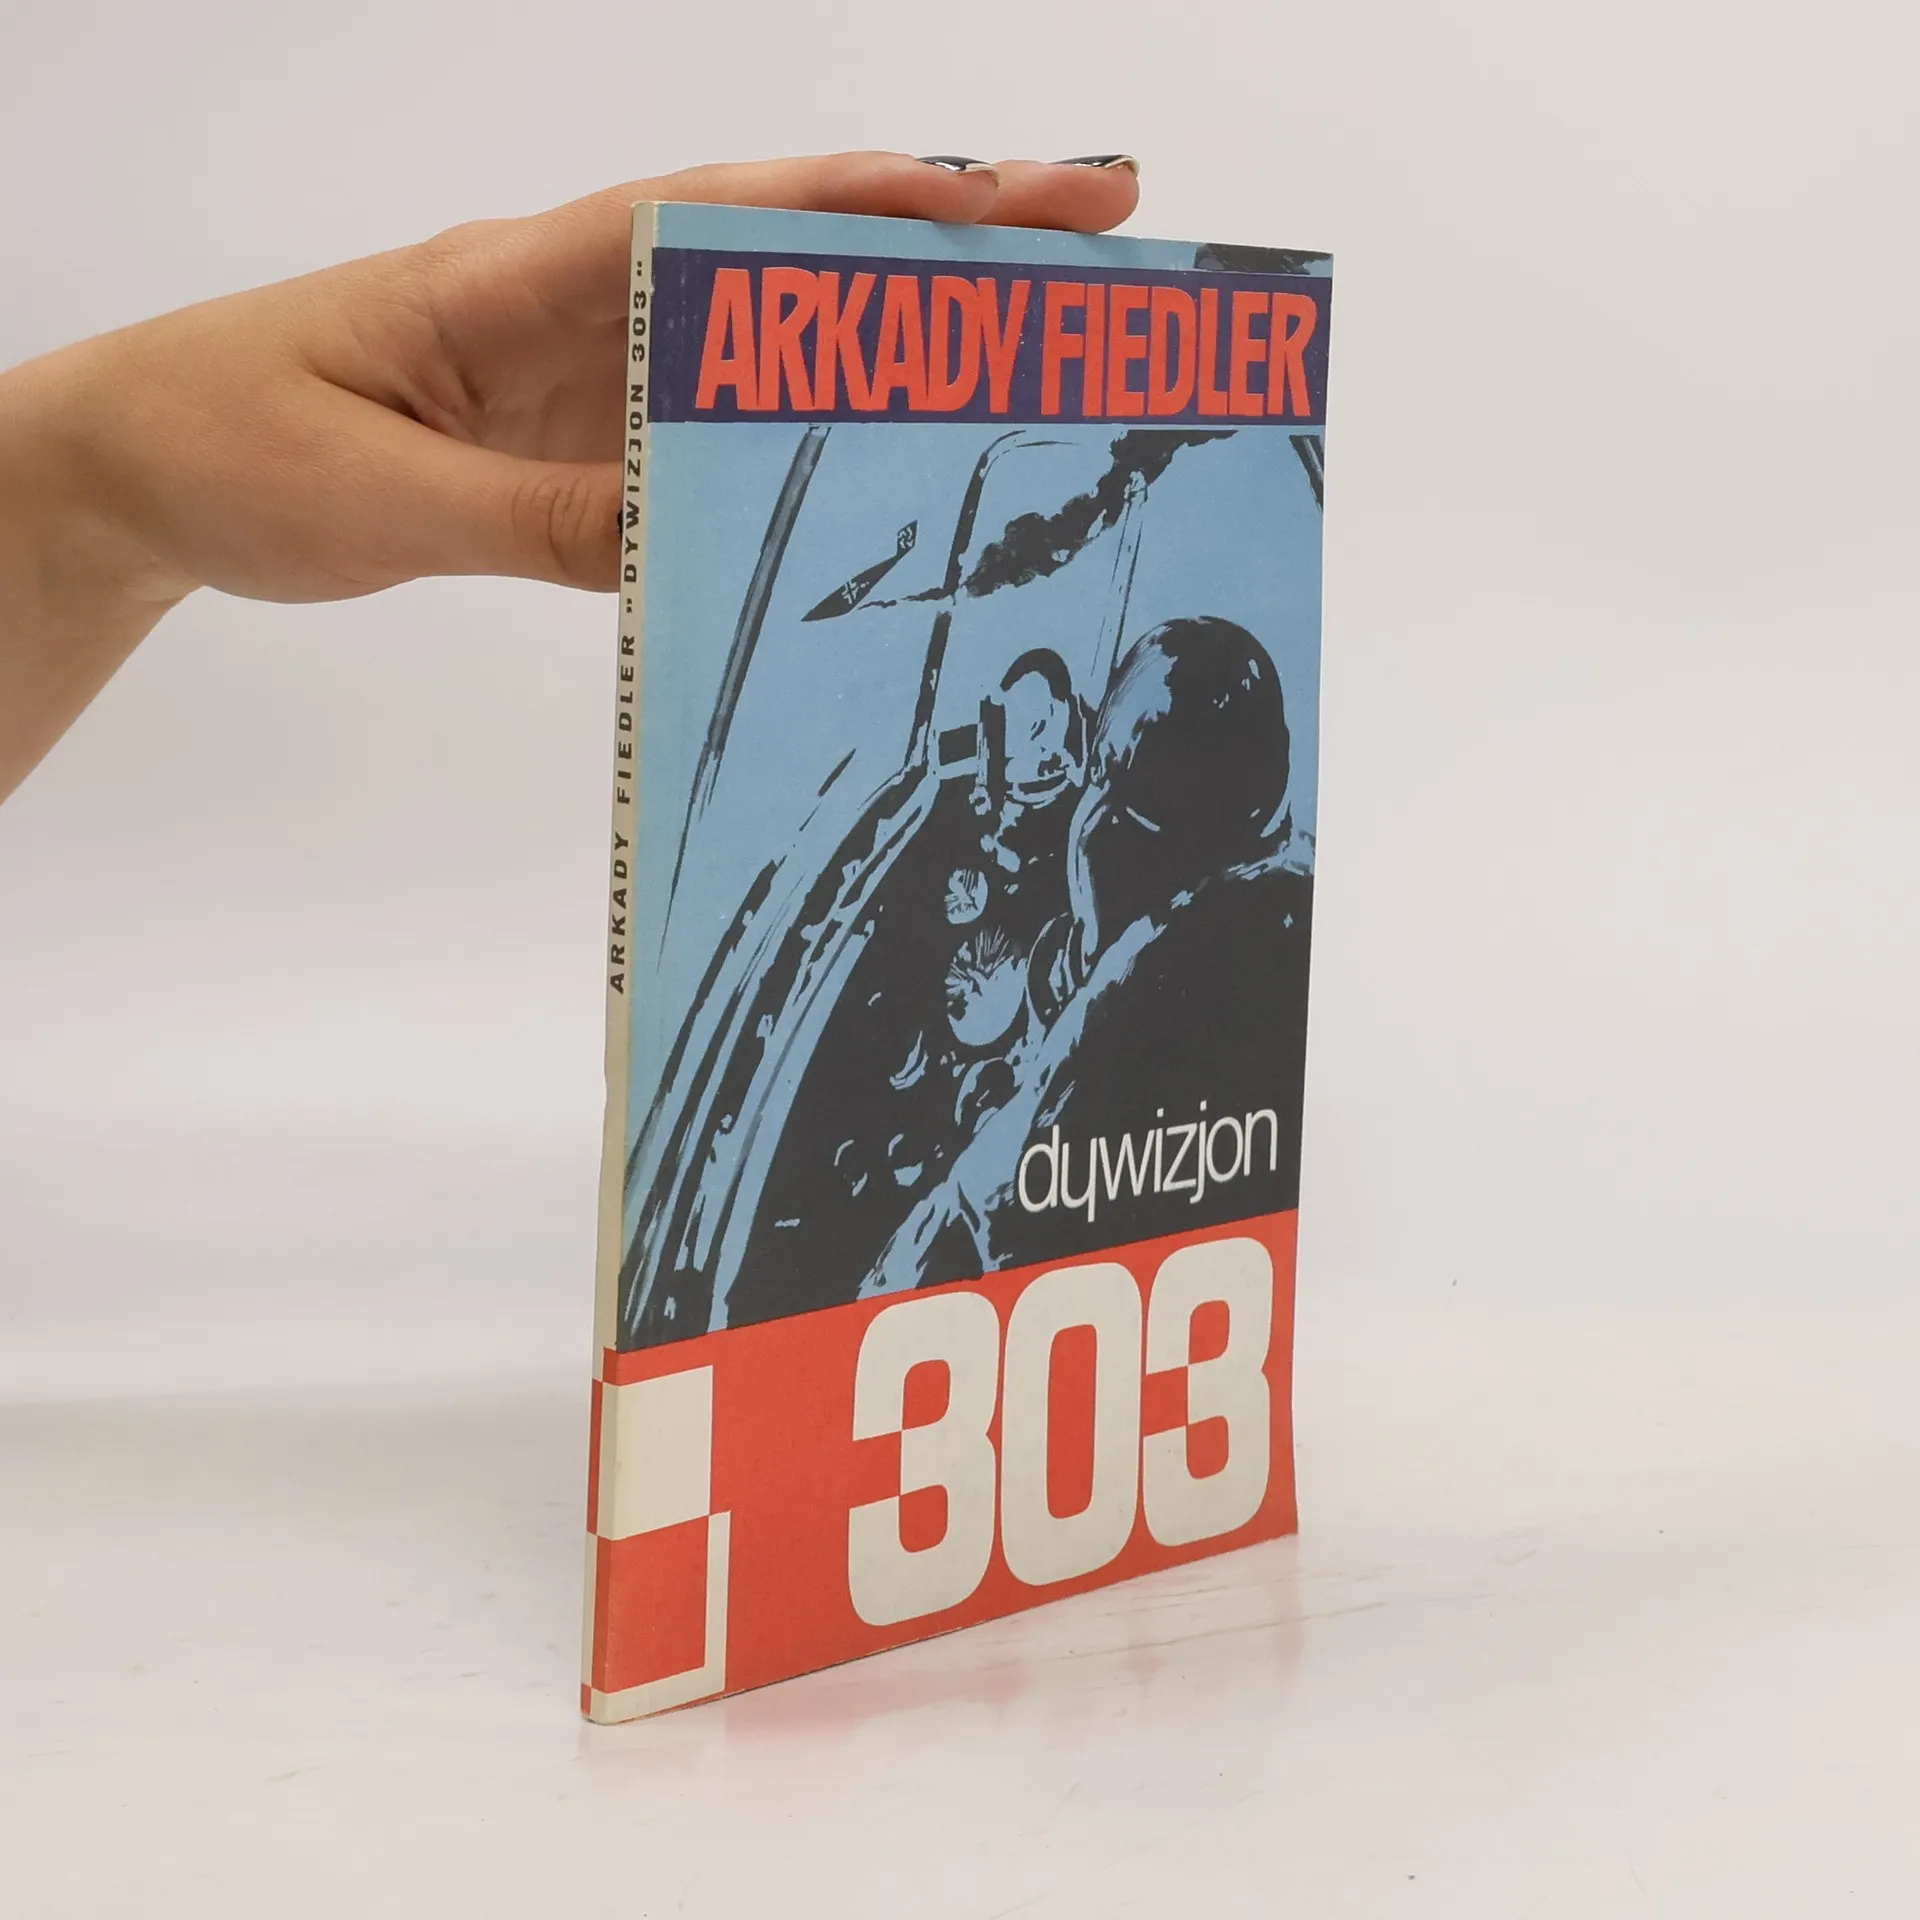 ARKADY FIEDLER
dywizjon
303
ARKADY FIEDLER "DYWIZJON 303"